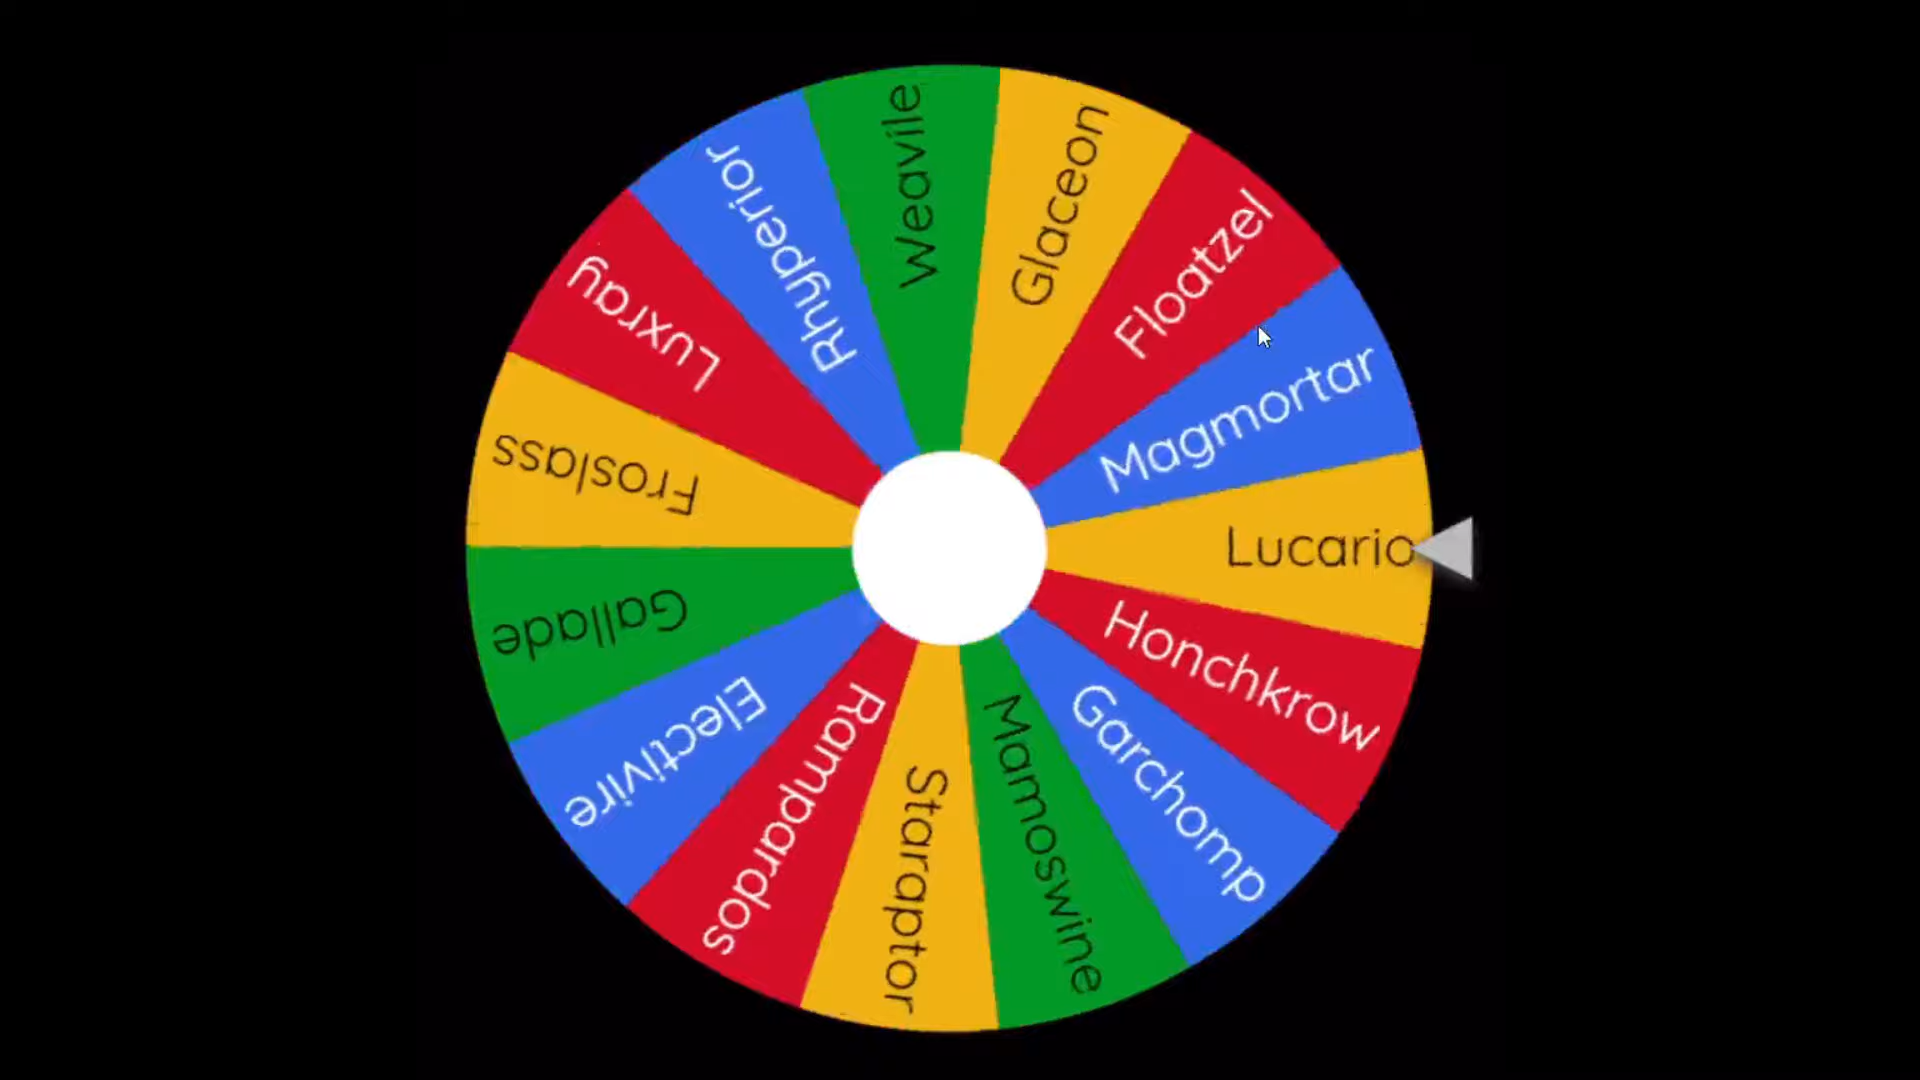 Weavile
Glaceon
Floatzel
Magmortar
Lucario
Honchkrow
Garchomp
Mamoswine
Staraptor
Rampardos
Electivire
Gallade
Froslass
Luxray
Rhyperior